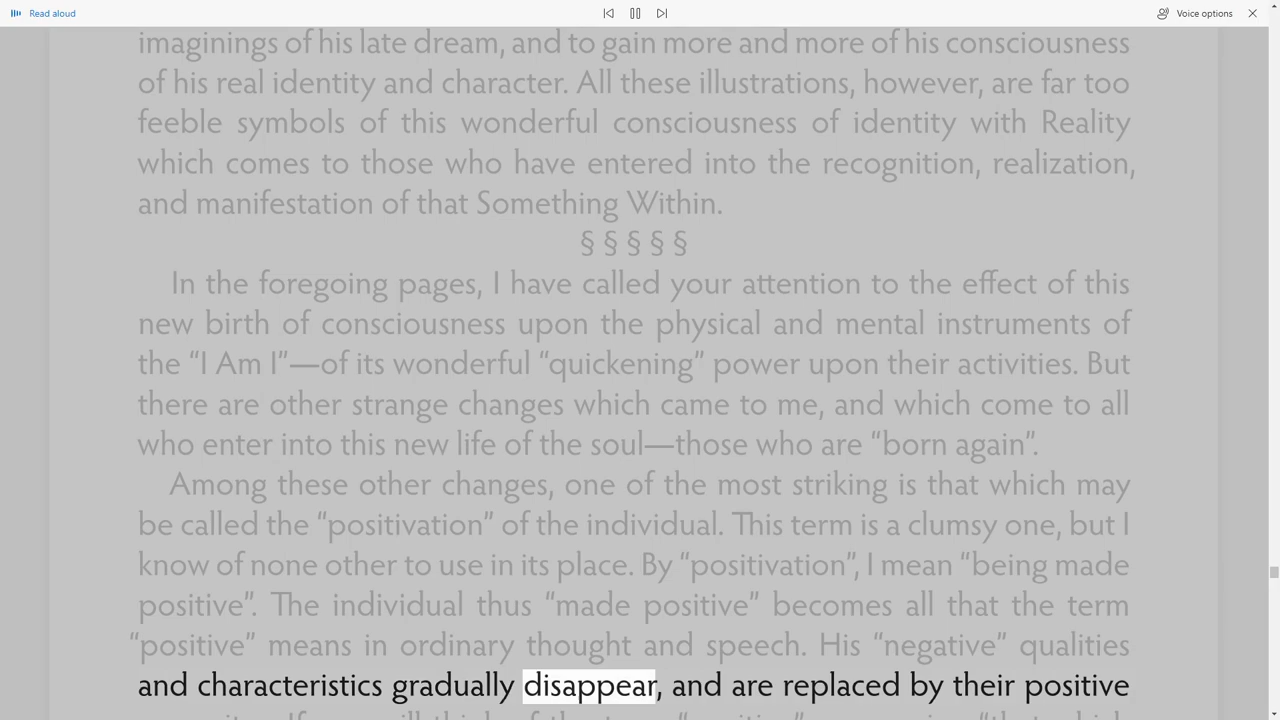 Read aloud
Voice options
imaginings of his late dream, and to gain more and more of his consciousness
of his real identity and character. All these illustrations, however, are far too
feeble symbols of this wonderful consciousness of identity with Reality
which comes to those who have entered into the recognition, realization,
and manifestation of that Something Within.
§ § § § §
In the foregoing pages, I have called your attention to the effect of this
new birth of consciousness upon the physical and mental instruments of
the “I Am I”—of its wonderful “quickening” power upon their activities. But
there are other strange changes which came to me, and which come to all
who enter into this new life of the soul—those who are “born again”.
Among these other changes, one of the most striking is that which may
be called the “positivation” of the individual. This term is a clumsy one, but I
know of none other to use in its place. By “positivation”, I mean “being made
positive”. The individual thus “made positive” becomes all that the term
“positive” means in ordinary thought and speech. His “negative” qualities
and characteristics gradually disappear, and are replaced by their positive